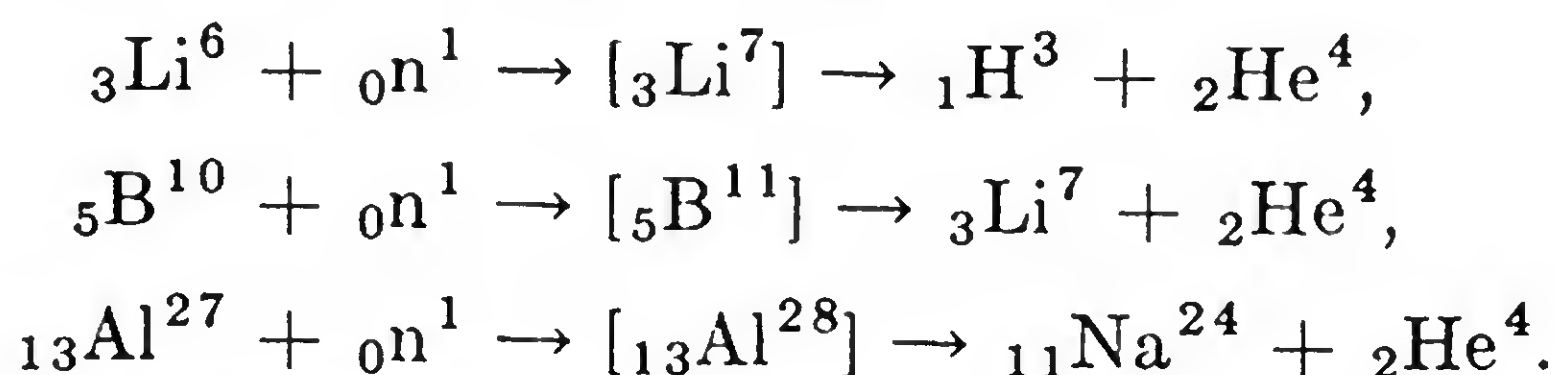 ₃Li⁶ + ₀n¹ → [₃Li⁷] → ₁H³ + ₂He⁴,
₅B¹⁰ + ₀n¹ → [₅B¹¹] → ₃Li⁷ + ₂He⁴,
₁₃Al²⁷ + ₀n¹ → [₁₃Al²⁸] → ₁₁Na²⁴ + ₂He⁴.